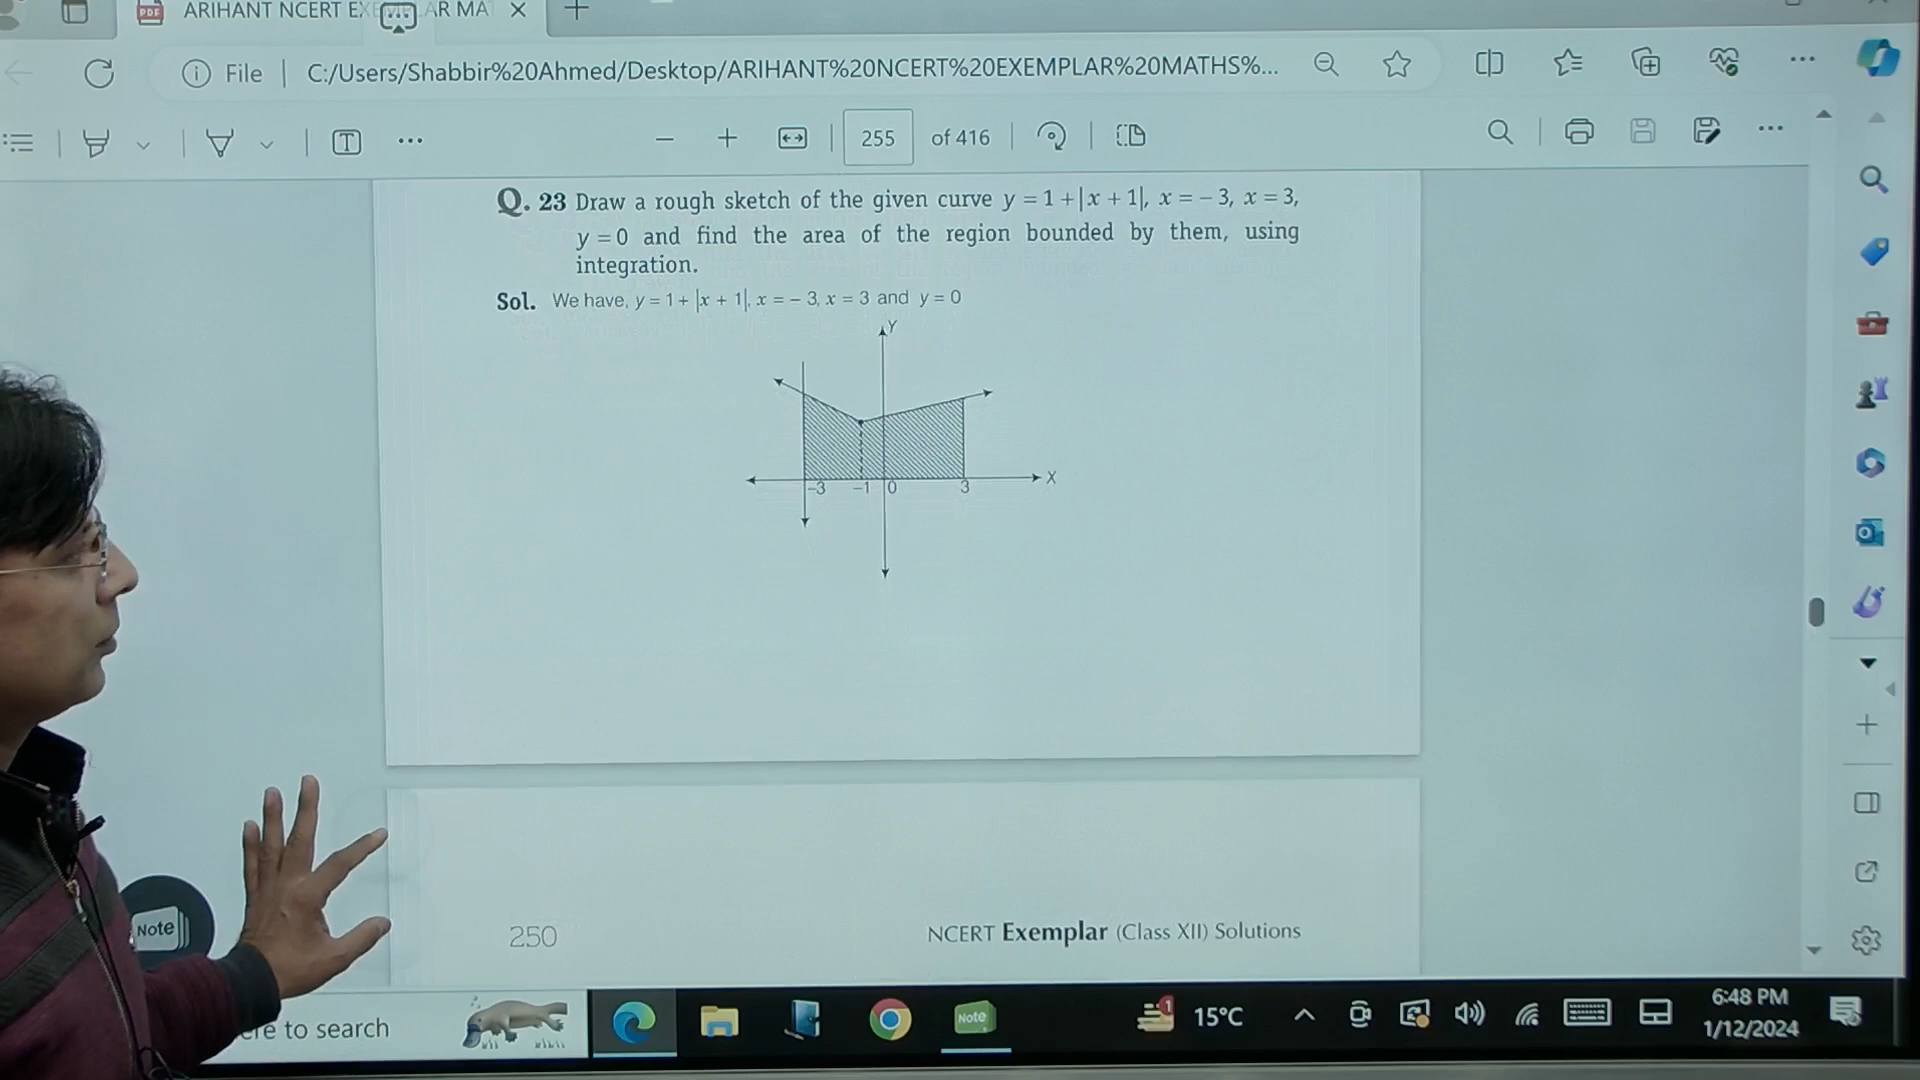 ARIHANT NCERT EX AR MA
File | C:/Users/Shabbir%20Ahmed/Desktop/ARIHANT%20NCERT%20EXEMPLAR%20MATHS%...
255 of 416
Q. 23 Draw a rough sketch of the given curve y = 1 + |x + 1|, x = – 3, x = 3,
y = 0 and find the area of the region bounded by them, using
integration.
Sol. We have, y = 1 + |x + 1|, x = – 3, x = 3 and y = 0
Y
X
–3 –1 0 3
250
NCERT Exemplar (Class XII) Solutions
Note
to search
Note
1
15°C
6:48 PM
1/12/2024